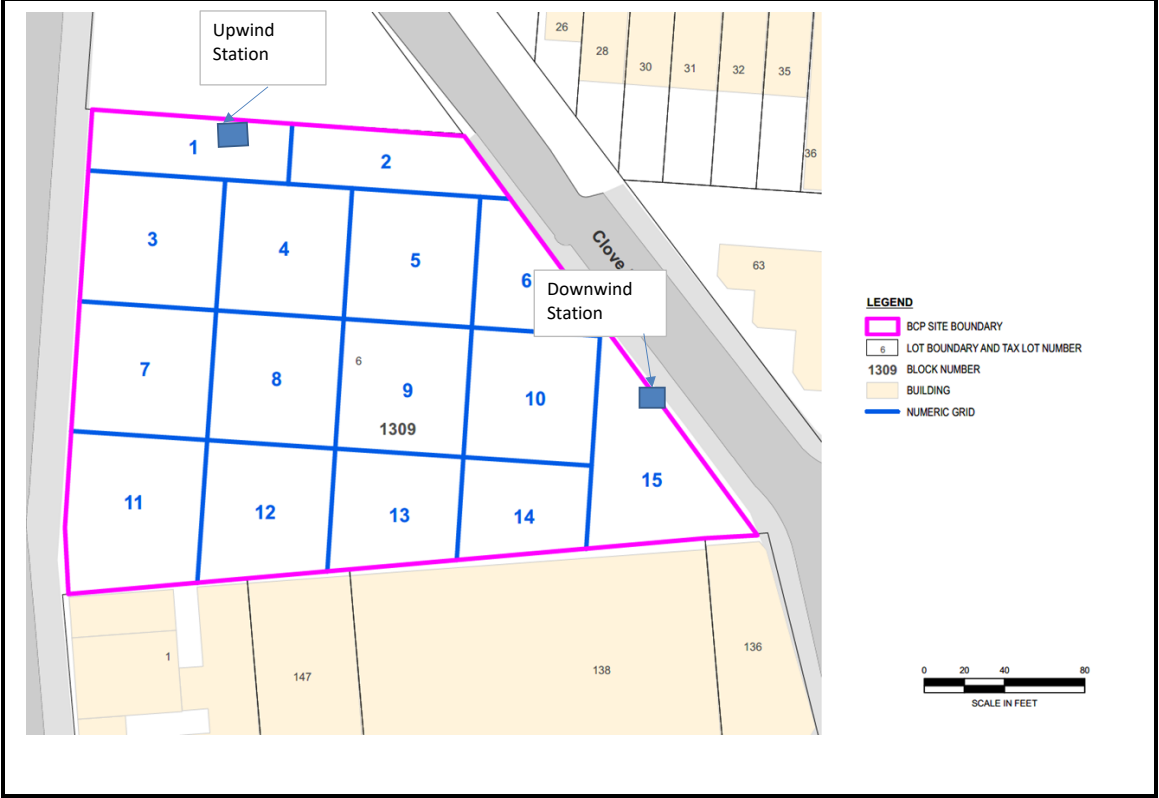 Upwind
Station
26
28
30
31
32
35
36
1
2
3
4
5
6
Clove
63
Downwind
Station
7
8
6
9
1309
10
11
12
13
14
15
1
147
138
136
LEGEND
BCP SITE BOUNDARY
6 LOT BOUNDARY AND TAX LOT NUMBER
1309 BLOCK NUMBER
BUILDING
NUMERIC GRID
0 20 40 80
SCALE IN FEET